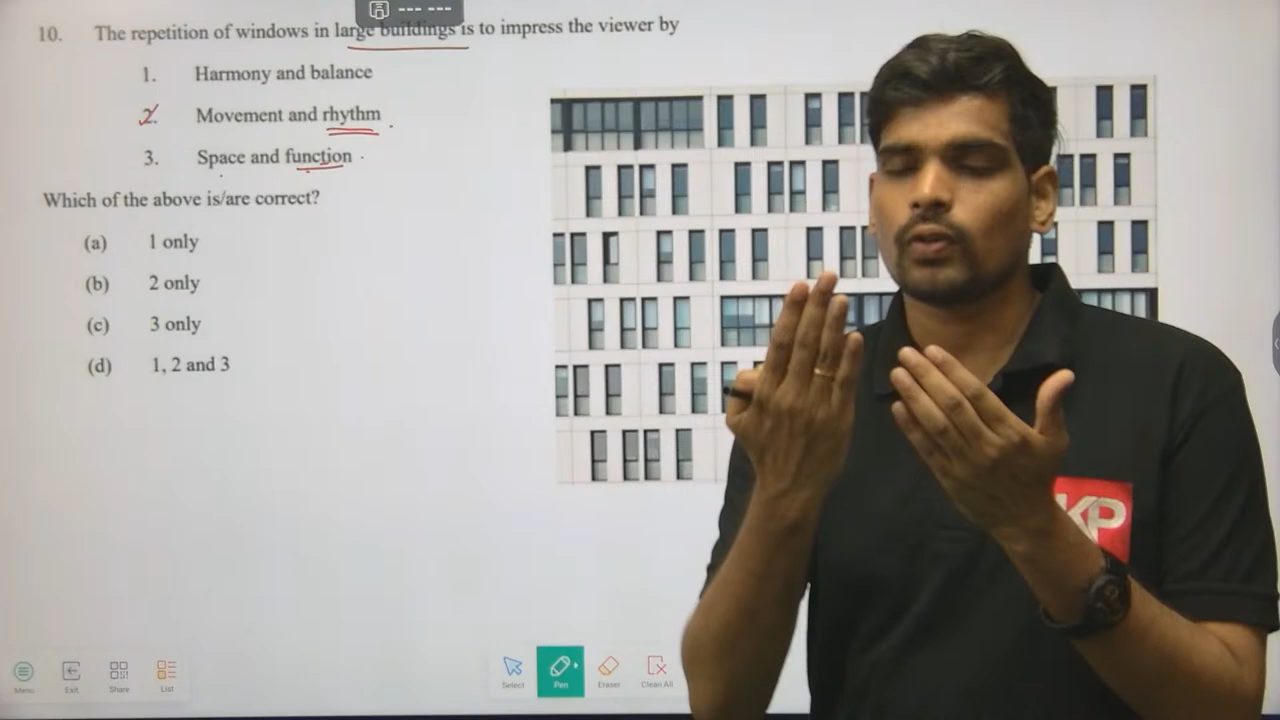 10. The repetition of windows in large buildings is to impress the viewer by
1. Harmony and balance
2. Movement and rhythm
3. Space and function
Which of the above is/are correct?
(a) 1 only
(b) 2 only
(c) 3 only
(d) 1, 2 and 3
KP
Menu Exit Share List Select Pen Eraser Clean All